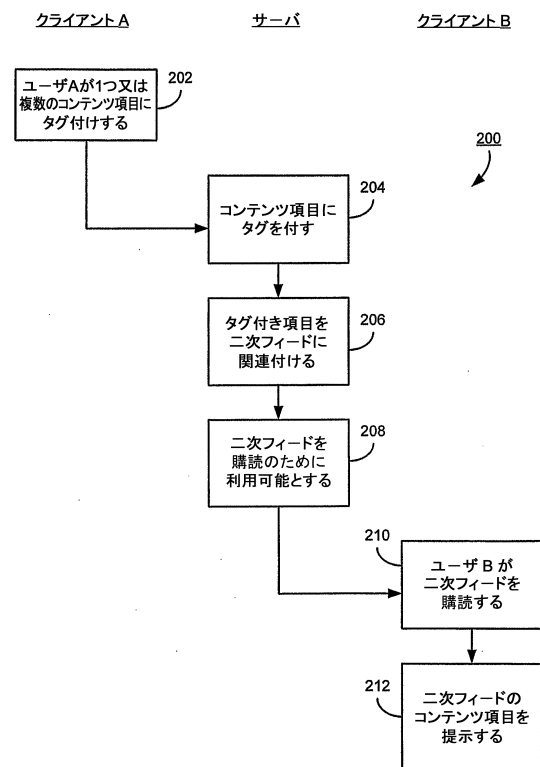 クライアント A
サーバ
クライアント B
ユーザAが1つ又は
複数のコンテンツ項目に
タグ付けする
202
200
コンテンツ項目に
タグを付す
204
タグ付き項目を
二次フィードに
関連付ける
206
二次フィードを
購読のために
利用可能とする
208
210
ユーザ B が
二次フィードを
購読する
212
二次フィードの
コンテンツ項目を
提示する